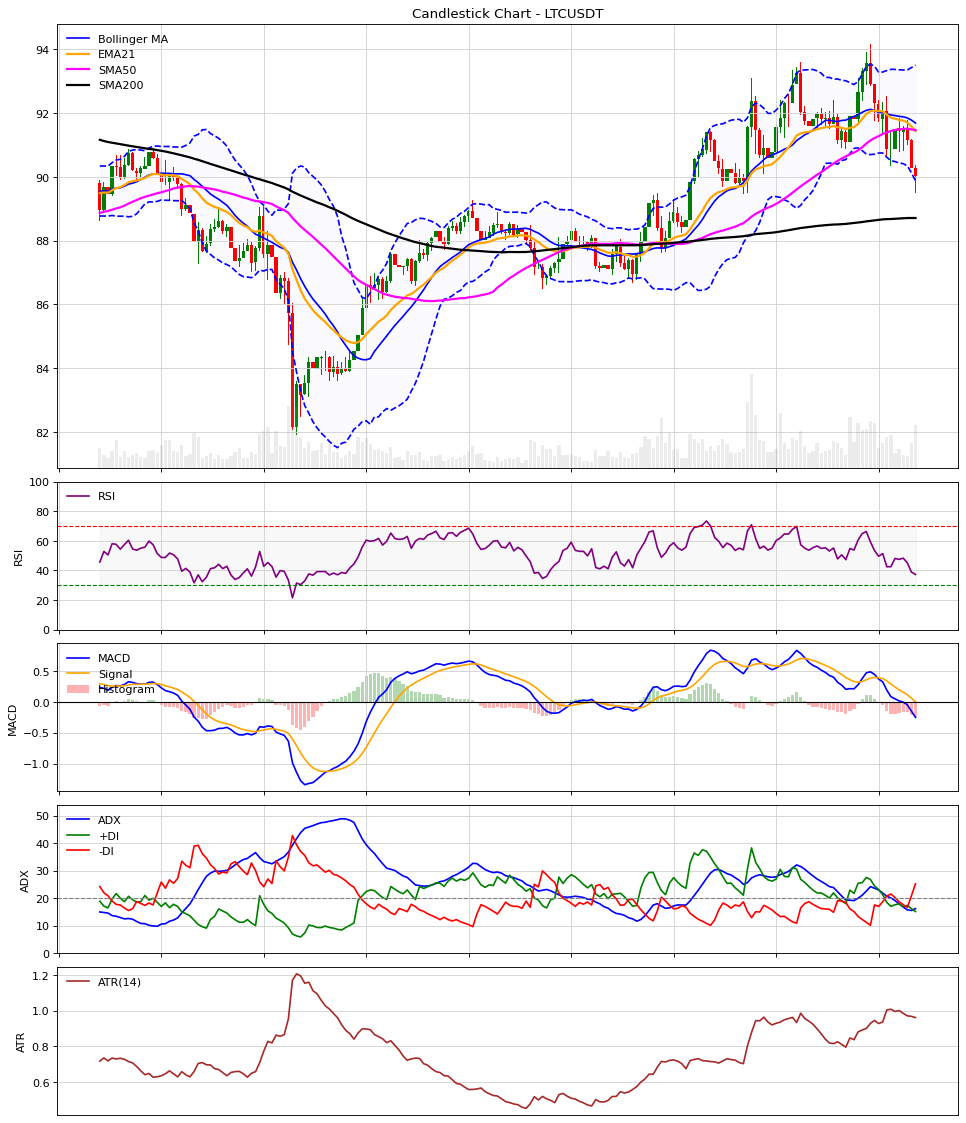 Candlestick Chart - LTCUSDT
Bollinger MA
EMA21
SMA50
SMA200
94
92
90
88
86
84
82
RSI
RSI
100
80
60
40
20
0
MACD
Signal
Histogram
MACD
0.5
0.0
−0.5
−1.0
ADX
+DI
-DI
ADX
50
40
30
20
10
0
ATR(14)
ATR
1.2
1.0
0.8
0.6